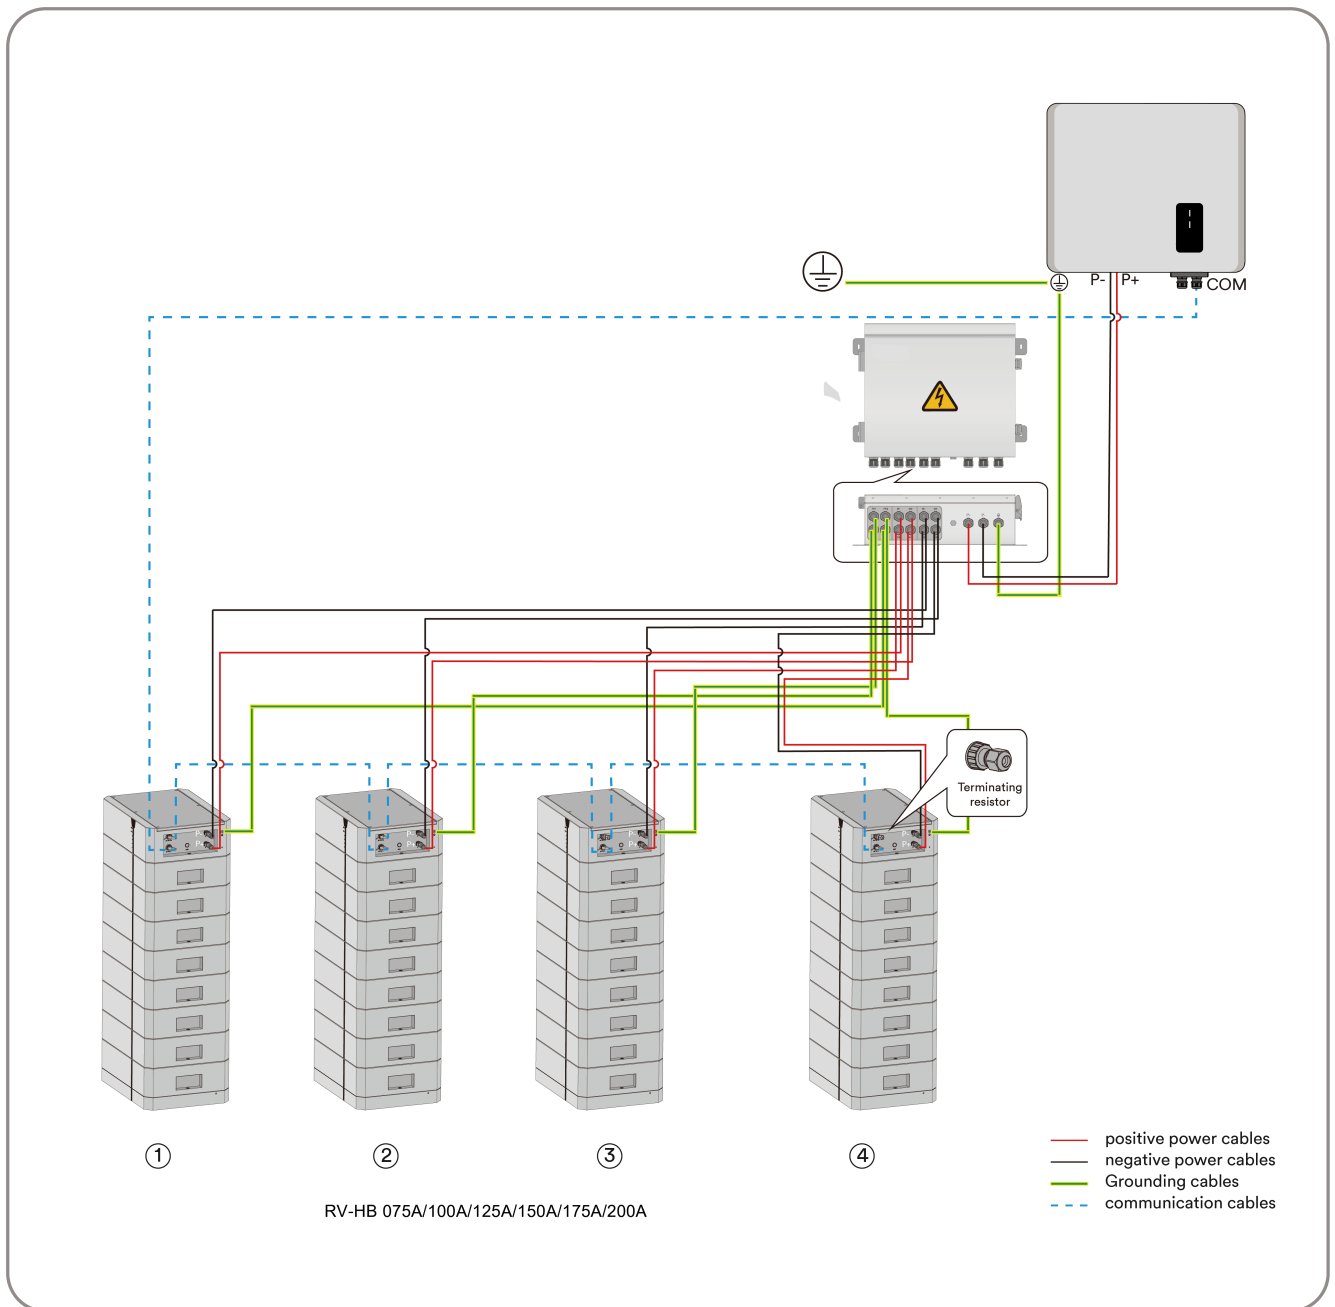 P-
P+
COM
Terminating
resistor
P-
P+
P-
P+
P-
P+
P-
P+
①
②
③
④
positive power cables
negative power cables
Grounding cables
communication cables
RV-HB 075A/100A/125A/150A/175A/200A